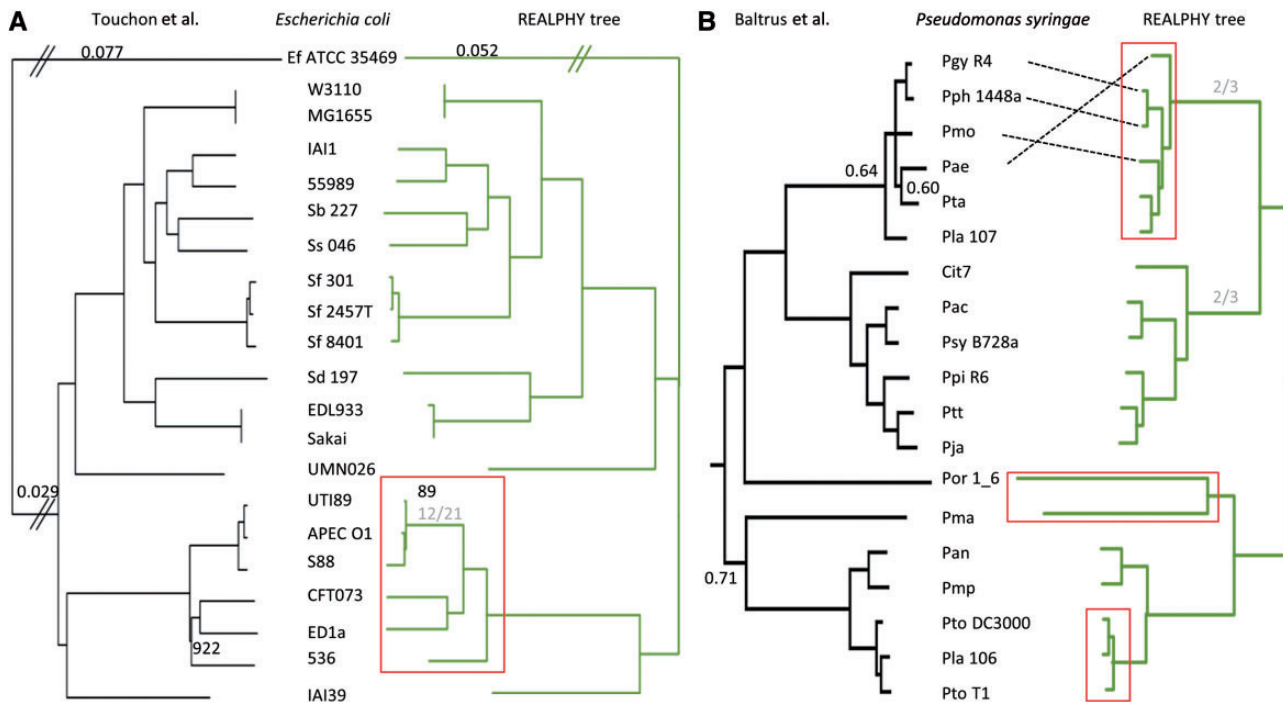 A
Touchon et al.
Escherichia coli
REALPHY tree
0.077
Ef ATCC 35469
0.052
W3110
MG1655
IAI1
55989
Sb 227
Ss 046
Sf 301
Sf 2457T
Sf 8401
Sd 197
EDL933
Sakai
UMN026
0.029
UTI89
89
12/21
APEC O1
S88
CFT073
ED1a
922
536
IAI39
B
Baltrus et al.
Pseudomonas syringae
REALPHY tree
Pgy R4
2/3
Pph 1448a
Pmo
0.64
Pae
0.60
Pta
Pla 107
Cit7
2/3
Pac
Psy B728a
Ppi R6
Ptt
Pja
Por 1_6
Pma
0.71
Pan
Pmp
Pto DC3000
Pla 106
Pto T1